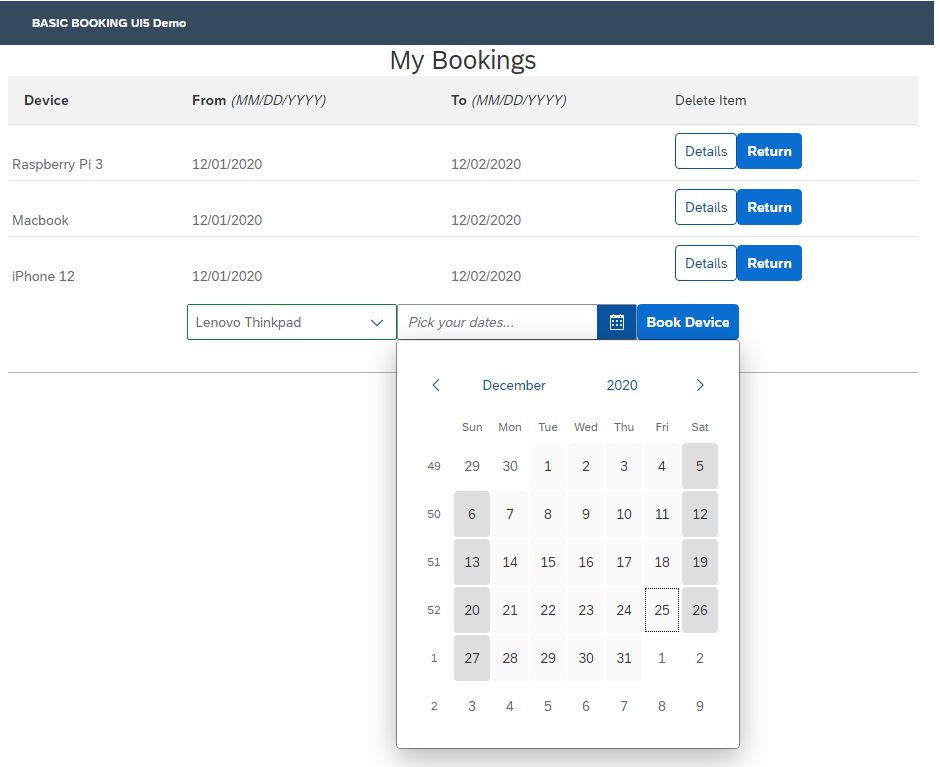 BASIC BOOKING UI5 Demo
My Bookings
Device From (MM/DD/YYYY) To (MM/DD/YYYY) Delete Item
Raspberry Pi 3 12/01/2020 12/02/2020 Details Return
Macbook 12/01/2020 12/02/2020 Details Return
iPhone 12 12/01/2020 12/02/2020 Details Return
Lenovo Thinkpad Pick your dates... Book Device
December 2020
Sun Mon Tue Wed Thu Fri Sat
49 29 30 1 2 3 4 5
50 6 7 8 9 10 11 12
51 13 14 15 16 17 18 19
52 20 21 22 23 24 25 26
1 27 28 29 30 31 1 2
2 3 4 5 6 7 8 9